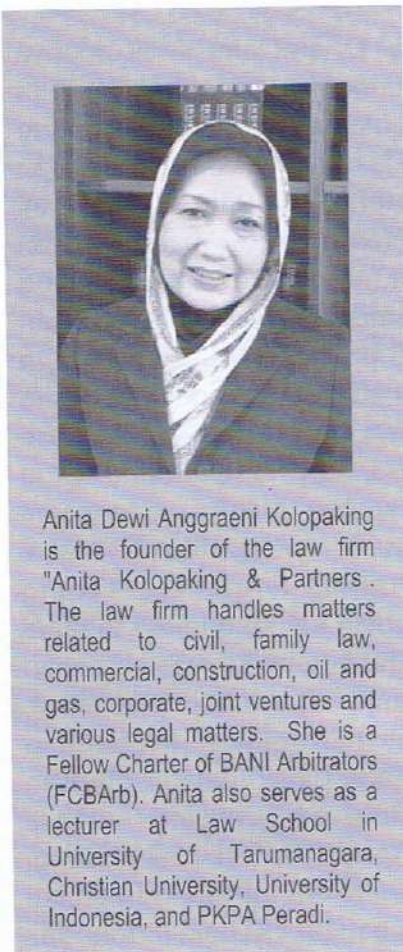 Anita Dewi Anggraeni Kolopaking
is the founder of the law firm
"Anita Kolopaking & Partners .
The law firm handles matters
related to civil, family law,
commercial, construction, oil and
gas, corporate, joint ventures and
various legal matters. She is a
Fellow Charter of BANI Arbitrators
(FCBArb). Anita also serves as a
lecturer at Law School in
University of Tarumanagara,
Christian University, University of
Indonesia, and PKPA Peradi.